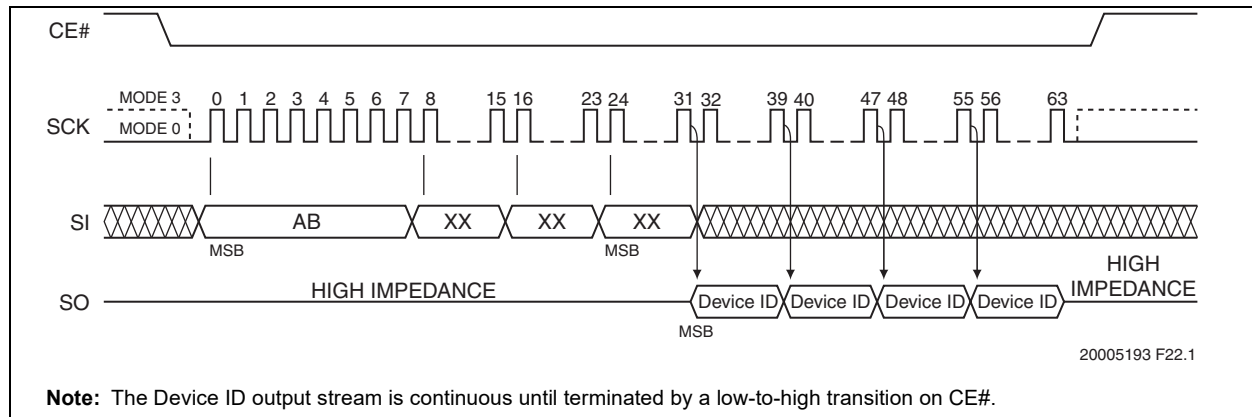 CE#
MODE 3
0 1 2 3 4 5 6 7 8 15 16 23 24 31 32 39 40 47 48 55 56 63
SCK
MODE 0
SI
AB XX XX XX
MSB MSB
HIGH IMPEDANCE
HIGH
IMPEDANCE
SO
Device ID Device ID Device ID Device ID
MSB
20005193 F22.1
Note: The Device ID output stream is continuous until terminated by a low-to-high transition on CE#.